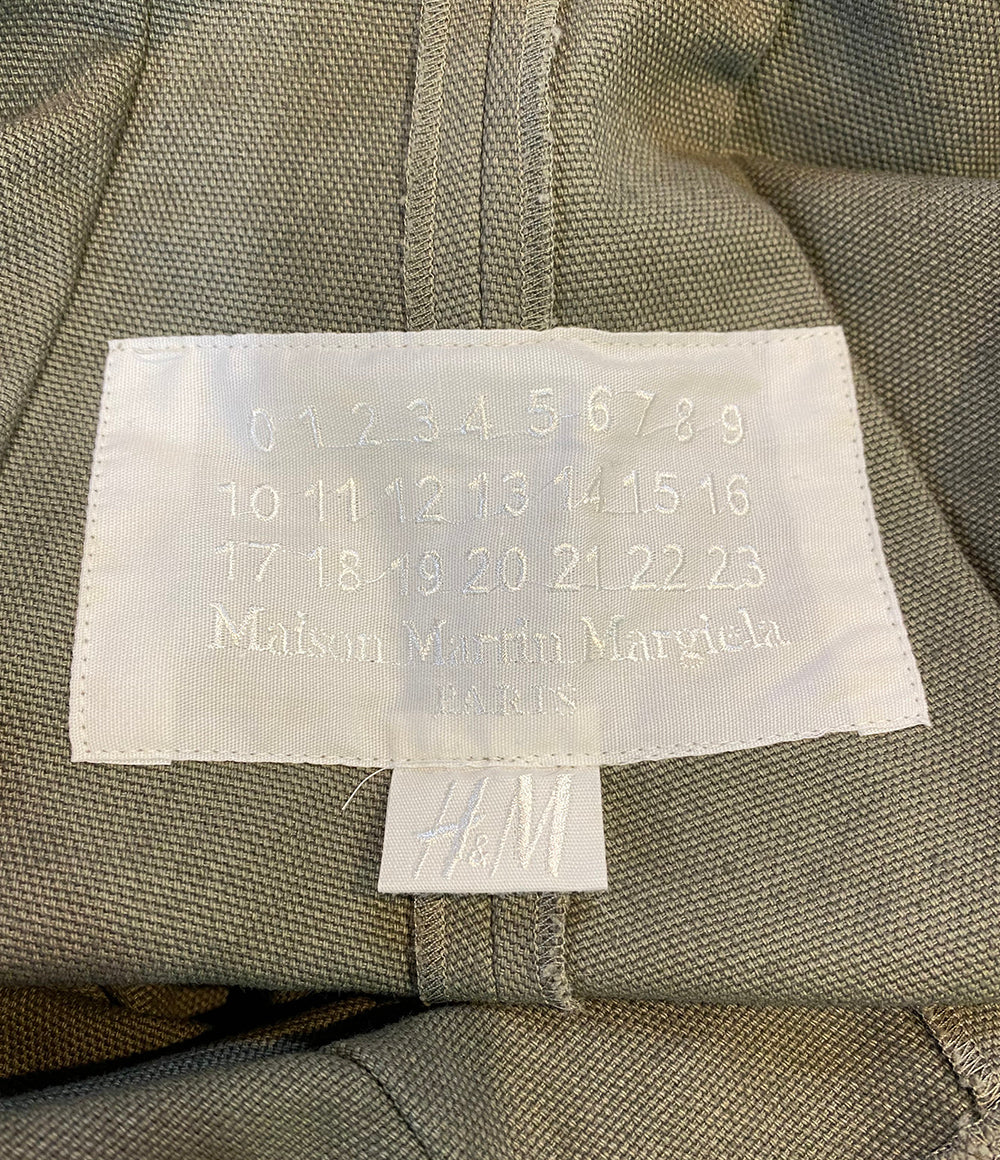 0 1 2 3 4 5 6 7 8 9
10 11 12 13 14 15 16
17 18 19 20 21 22 23
Maison Martin Margiela
PARIS
H&M